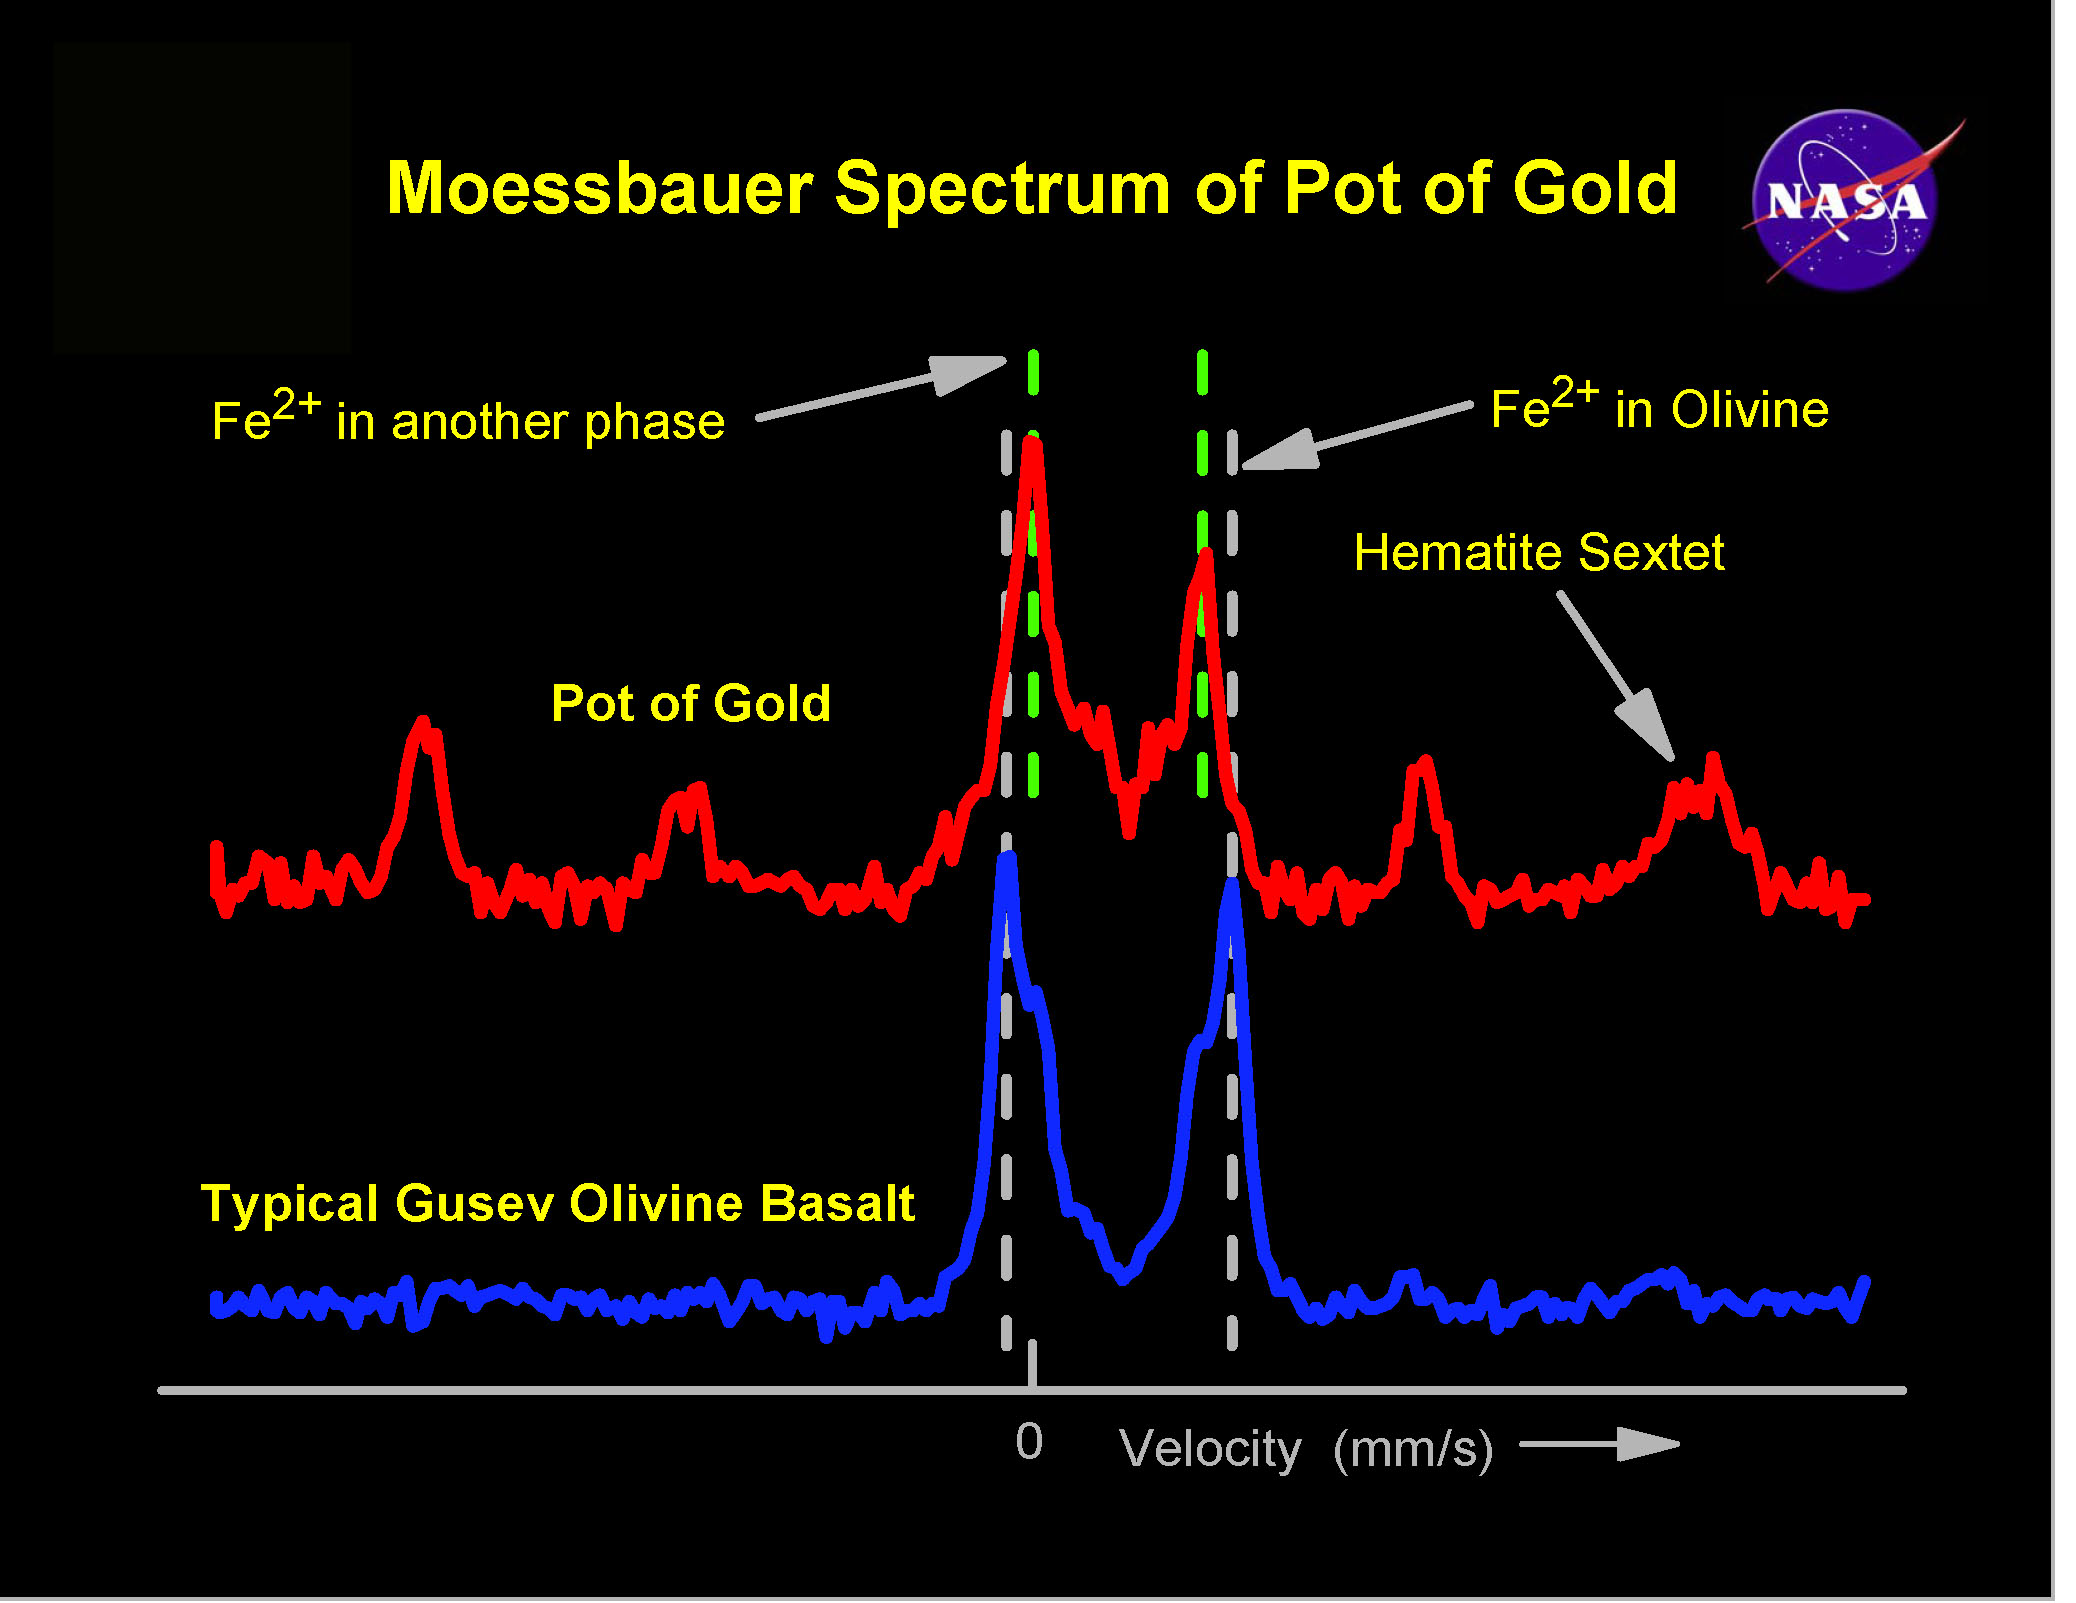 Moessbauer Spectrum of Pot of Gold
NASA
Fe²⁺ in another phase
Fe²⁺ in Olivine
Hematite Sextet
Pot of Gold
Typical Gusev Olivine Basalt
0
Velocity (mm/s)